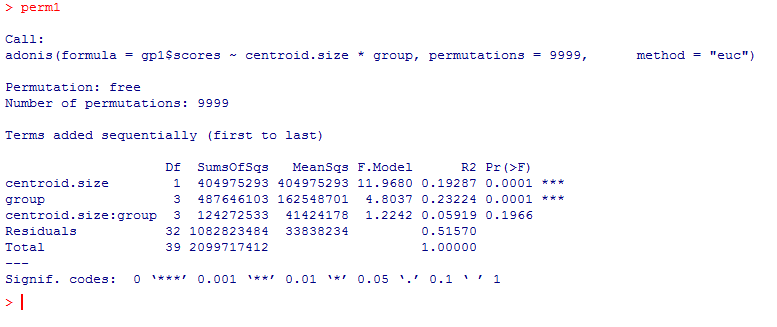 > perm1
Call:
adonis(formula = gp1$scores ~ centroid.size * group, permutations = 9999,      method = "euc")
Permutation: free
Number of permutations: 9999
Terms added sequentially (first to last)
Df SumsOfSqs MeanSqs F.Model R2 Pr(>F)
centroid.size 1 404975293 404975293 11.9680 0.19287 0.0001 ***
group 3 487646103 162548701 4.8037 0.23224 0.0001 ***
centroid.size:group 3 124272533 41424178 1.2242 0.05919 0.1966
Residuals 32 1082823484 33838234 0.51570
Total 39 2099717412 1.00000
---
Signif. codes:  0 ‘***’ 0.001 ‘**’ 0.01 ‘*’ 0.05 ‘.’ 0.1 ‘ ’ 1
>